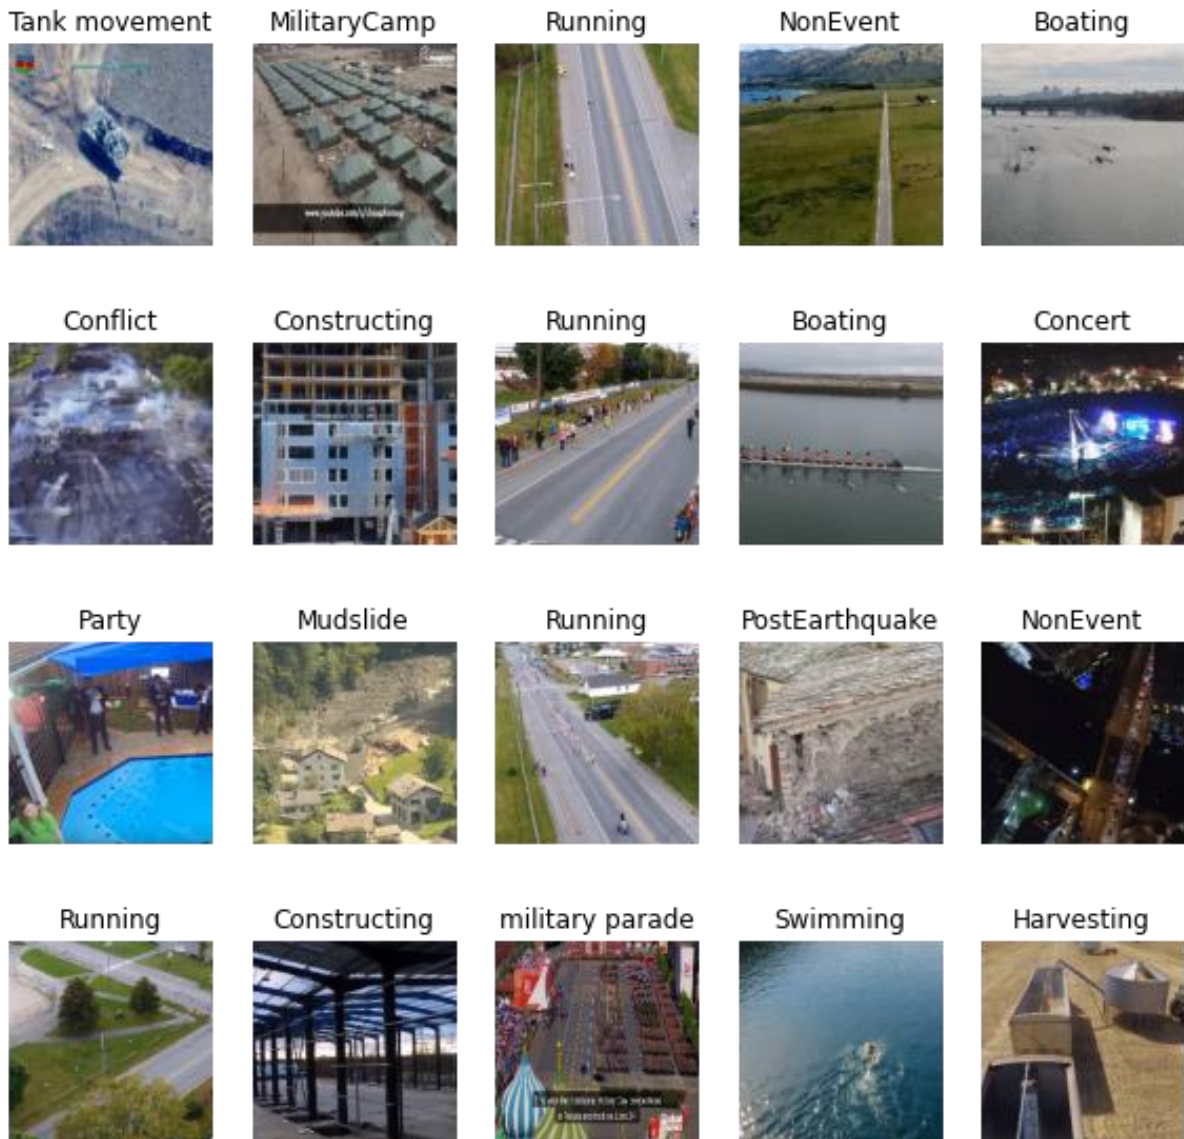 Tank movement
MilitaryCamp
Running
NonEvent
Boating
Conflict
Constructing
Running
Boating
Concert
Party
Mudslide
Running
PostEarthquake
NonEvent
Running
Constructing
military parade
Swimming
Harvesting